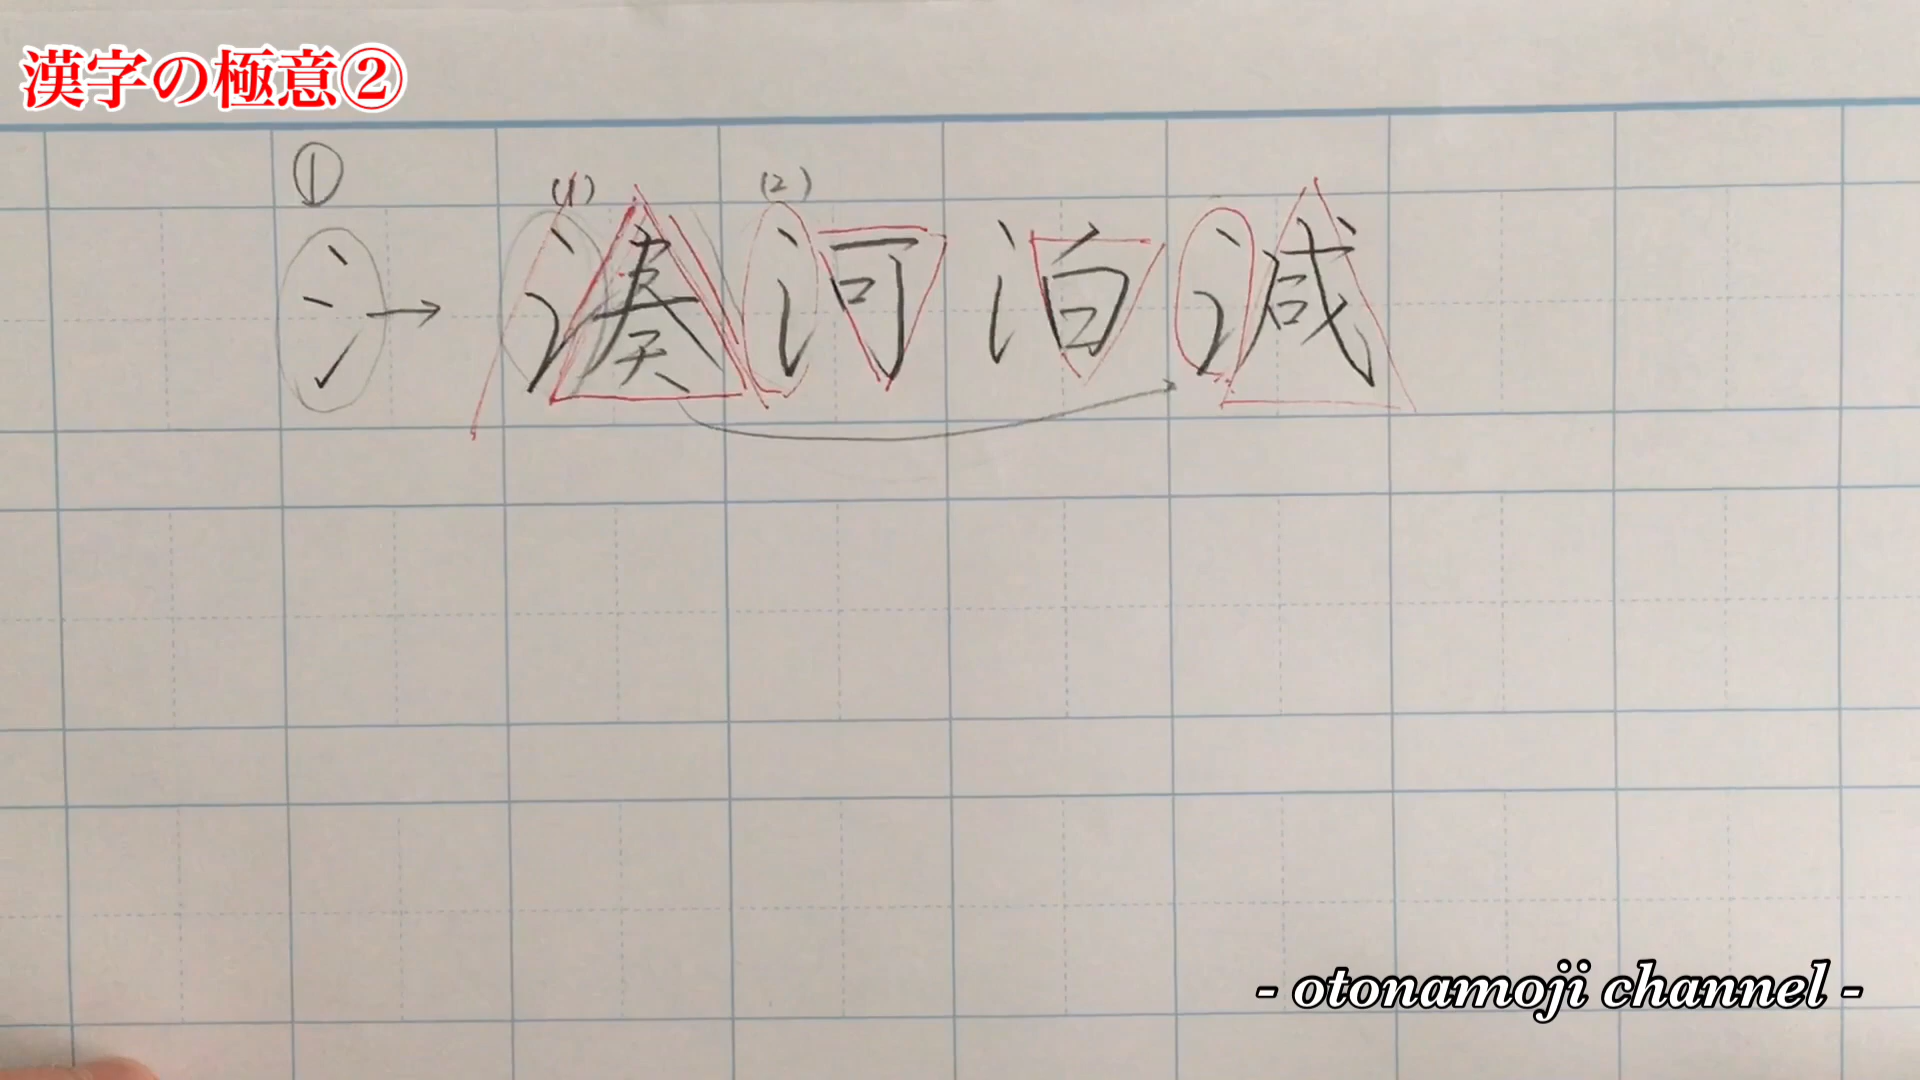 漢字の極意②
①
(1) (2)
氵→ 湊 河 泊 減
- otonamoji channel -